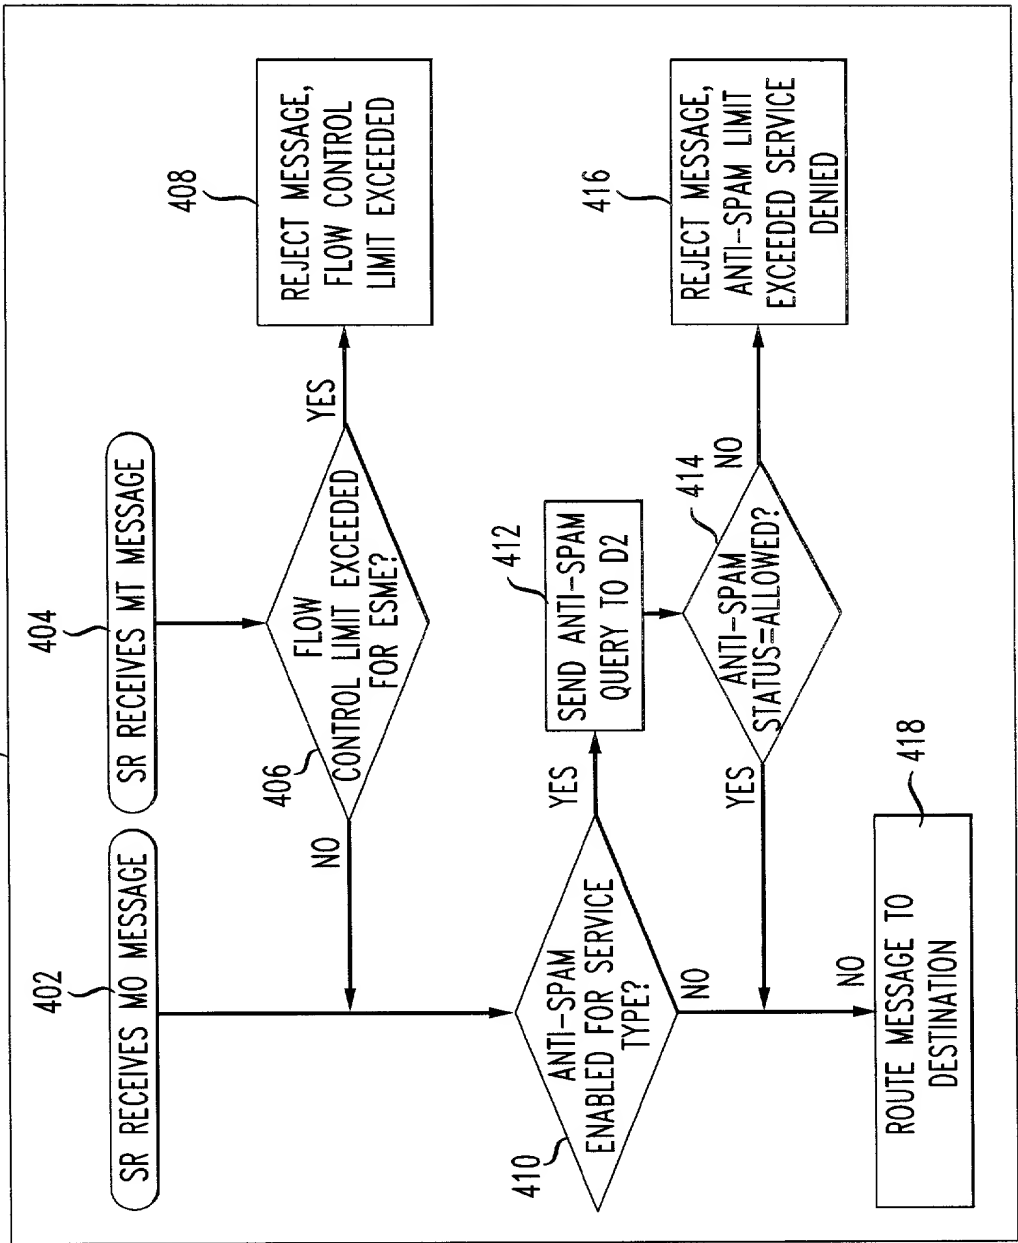 402
SR RECEIVES MO MESSAGE
404
SR RECEIVES MT MESSAGE
406
FLOW
CONTROL LIMIT EXCEEDED
FOR ESME?
NO
YES
408
REJECT MESSAGE,
FLOW CONTROL
LIMIT EXCEEDED
410
ANTI-SPAM
ENABLED FOR SERVICE
TYPE?
YES
NO
412
SEND ANTI-SPAM
QUERY TO D2
414
ANTI-SPAM
STATUS=ALLOWED?
YES
NO
416
REJECT MESSAGE,
ANTI-SPAM LIMIT
EXCEEDED SERVICE
DENIED
NO
418
ROUTE MESSAGE TO
DESTINATION